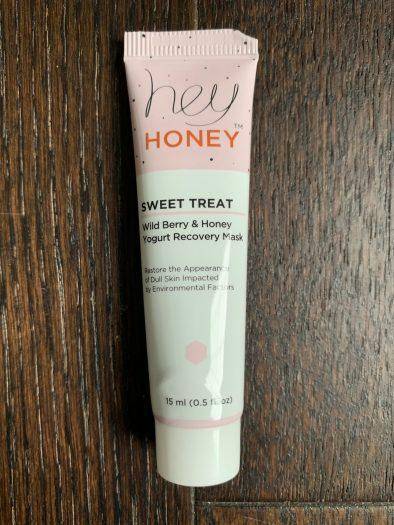 hey
HONEY™
SWEET TREAT
Wild Berry & Honey
Yogurt Recovery Mask
Restore the Appearance
of Dull Skin Impacted
by Environmental Factors
15 ml (0.5 fl. oz)